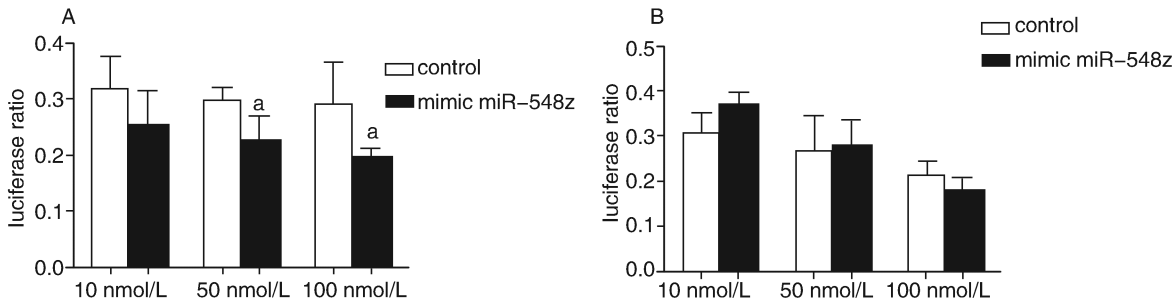 A
luciferase ratio
0.4
0.3
0.2
0.1
0.0
a
a
control
mimic miR−548z
10 nmol/L 50 nmol/L 100 nmol/L
B
luciferase ratio
0.5
0.4
0.3
0.2
0.1
0.0
control
mimic miR−548z
10 nmol/L 50 nmol/L 100 nmol/L